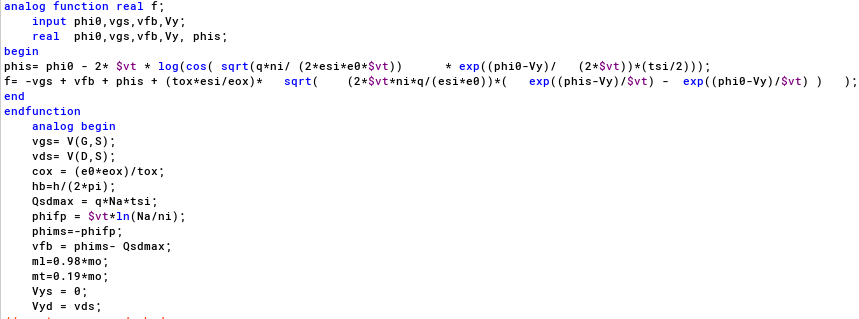 analog function real f;
input phi0,vgs,vfb,Vy;
real phi0,vgs,vfb,Vy, phis;
begin
phis= phi0 - 2* $vt * log(cos( sqrt(q*ni/ (2*esi*e0*$vt)) * exp((phi0-Vy)/ (2*$vt))*(tsi/2)));
f= -vgs + vfb + phis + (tox*esi/eox)* sqrt( (2*$vt*ni*q/(esi*e0))*( exp((phis-Vy)/$vt) - exp((phi0-Vy)/$vt) ) );
end
endfunction
analog begin
vgs= V(G,S);
vds= V(D,S);
cox = (e0*eox)/tox;
hb=h/(2*pi);
Qsdmax = q*Na*tsi;
phifp = $vt*ln(Na/ni);
phims=-phifp;
vfb = phims- Qsdmax;
ml=0.98*mo;
mt=0.19*mo;
Vys = 0;
Vyd = vds;